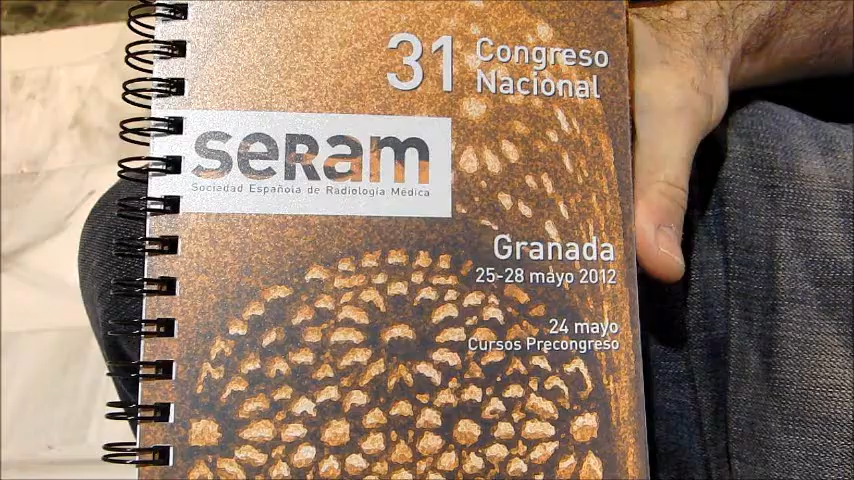 31 Congreso
Nacional
seRam
Sociedad Española de Radiología Médica
Granada
25-28 mayo 2012
24 mayo
Cursos Precongreso